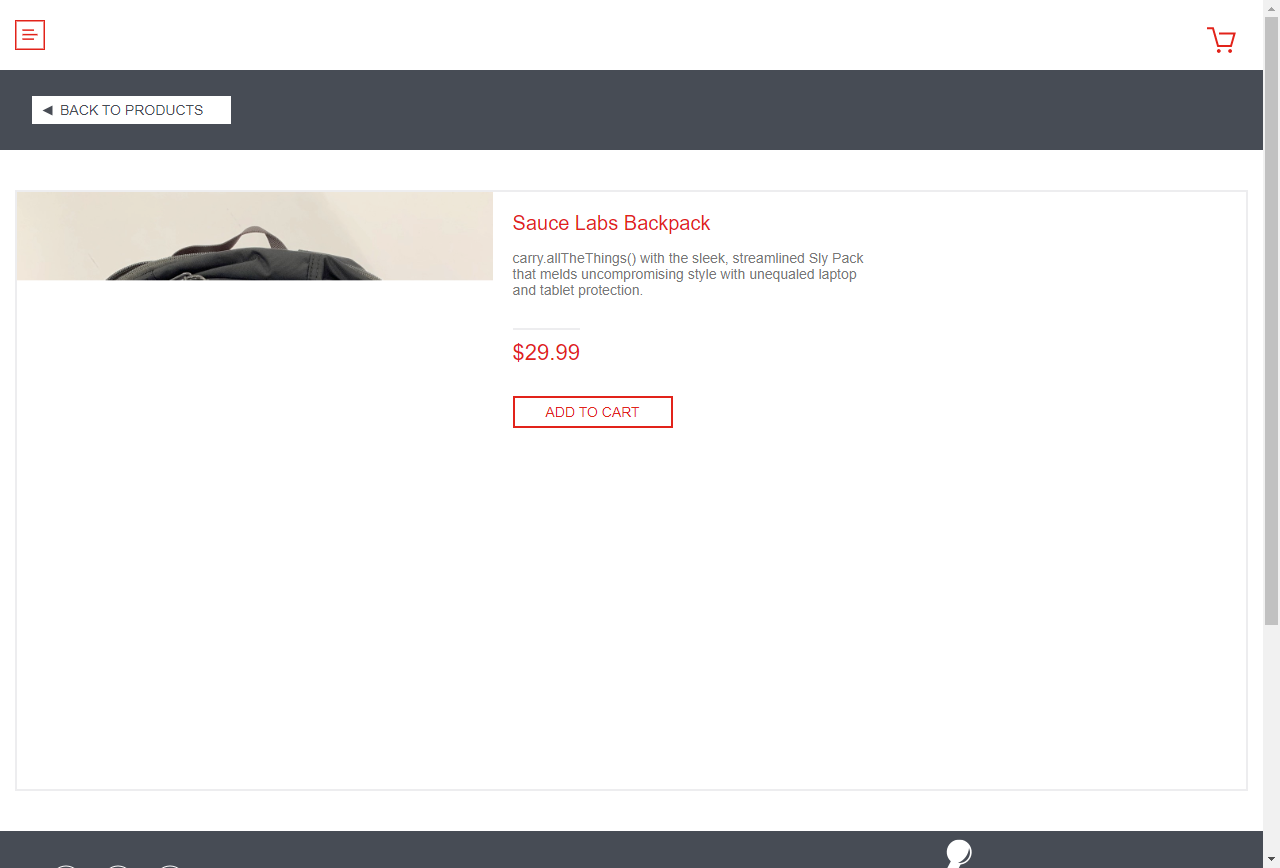 ◄ BACK TO PRODUCTS
Sauce Labs Backpack
carry.allTheThings() with the sleek, streamlined Sly Pack
that melds uncompromising style with unequaled laptop
and tablet protection.
$29.99
ADD TO CART